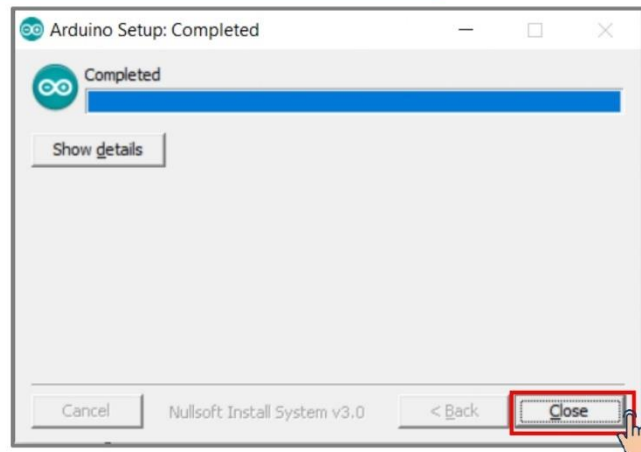 Arduino Setup: Completed
Completed
Show details
Cancel
Nullsoft Install System v3.0
< Back
Close